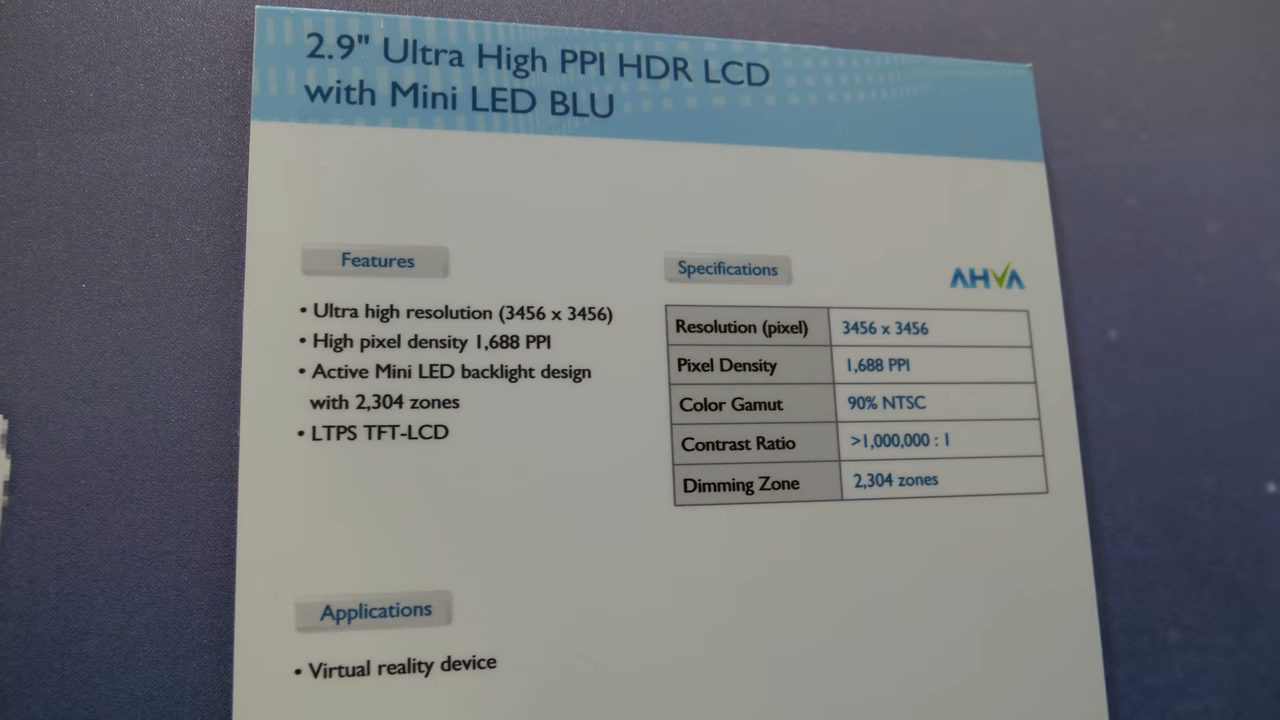 2.9" Ultra High PPI HDR LCD
with Mini LED BLU
Features
• Ultra high resolution (3456 x 3456)
• High pixel density 1,688 PPI
• Active Mini LED backlight design
with 2,304 zones
• LTPS TFT-LCD
Specifications
AHVA
Resolution (pixel) 3456 x 3456
Pixel Density 1,688 PPI
Color Gamut 90% NTSC
Contrast Ratio >1,000,000 : 1
Dimming Zone 2,304 zones
Applications
• Virtual reality device